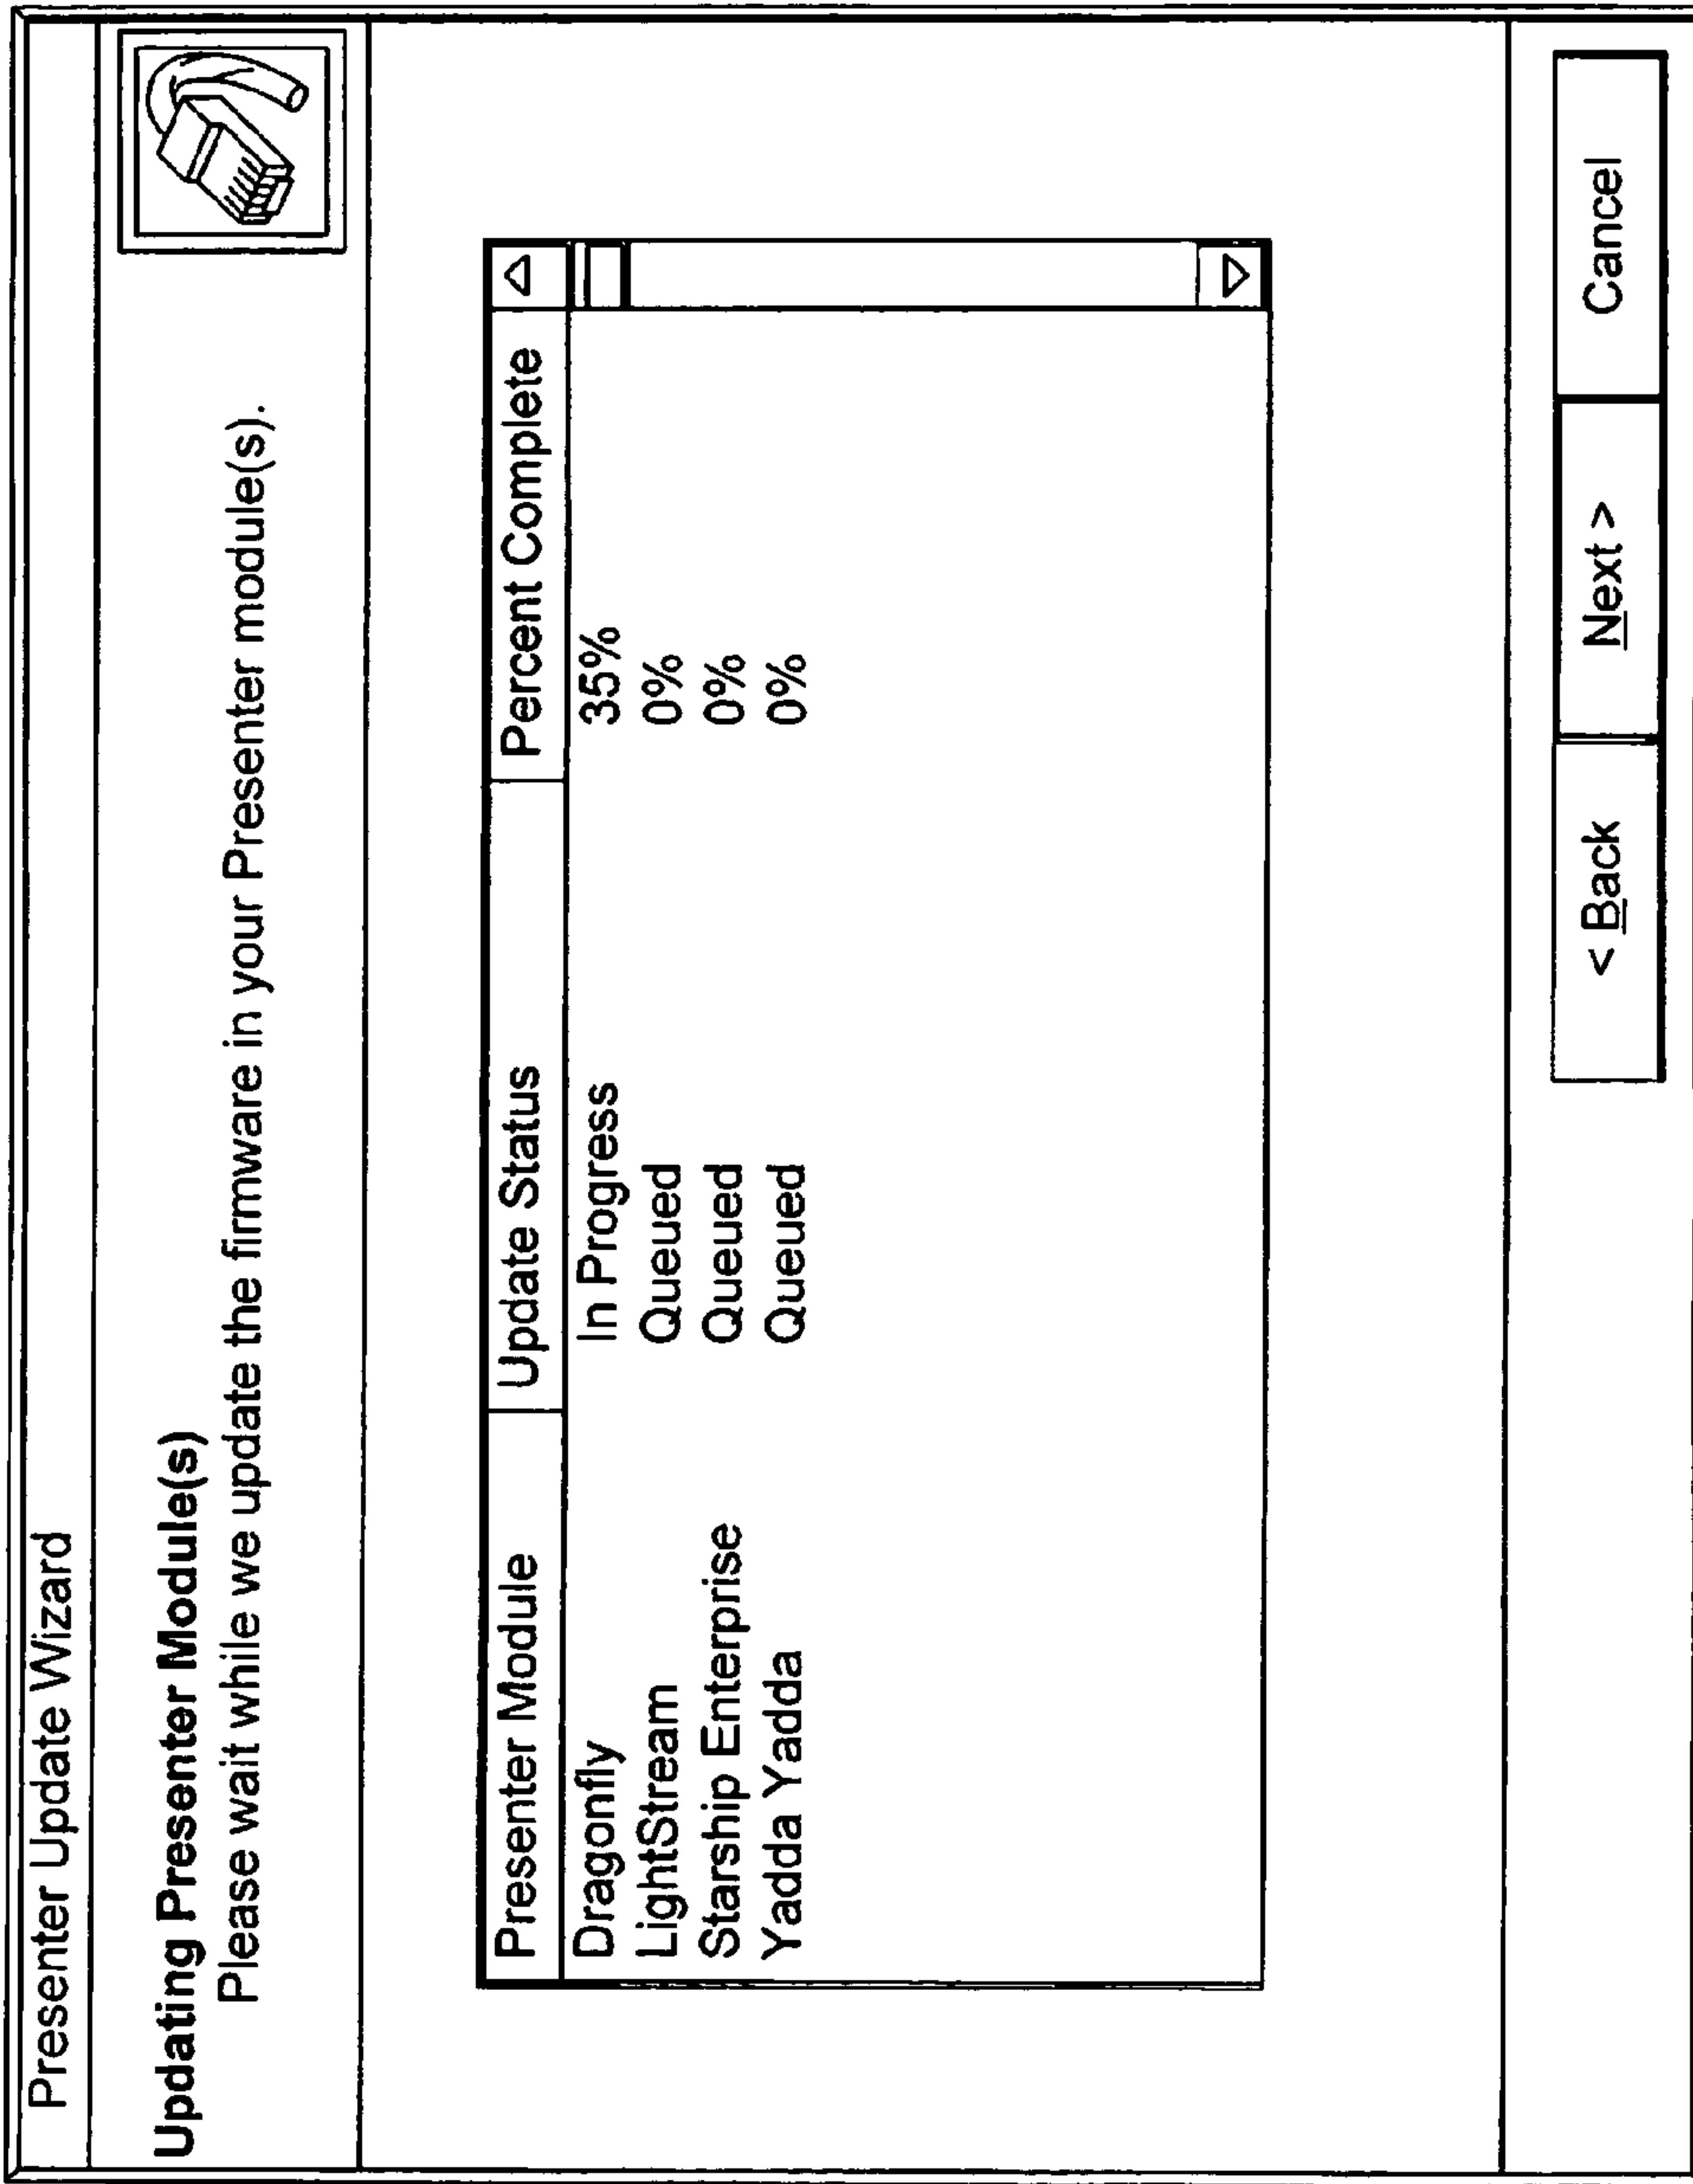 Presenter Update Wizard
Updating Presenter Module(s)
Please wait while we update the firmware in your Presenter module(s).
Presenter Module Update Status Percent Complete
Dragonfly In Progress 35%
LightStream Queued 0%
Starship Enterprise Queued 0%
Yadda Yadda Queued 0%
< Back Next > Cancel